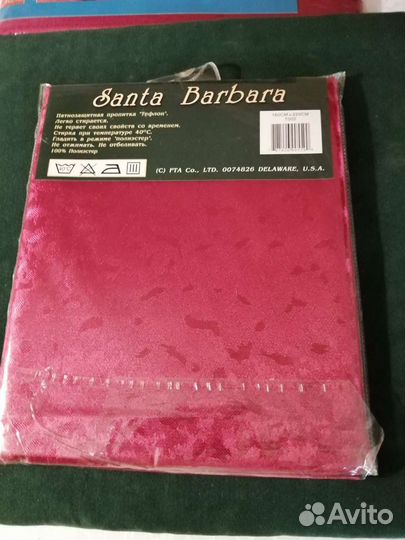 Santa Barbara
Пятнозащитная пропитка "Тефлон".
Легко стирается.
Не теряет своих свойств со временем.
Стирка при температуре 40°С.
Гладить в режиме "полиэстер".
Не отжимать. Не отбеливать.
100% Полиэстер
(C) PTA Co., LTD. 0074826 DELAWARE, U.S.A.
Avito